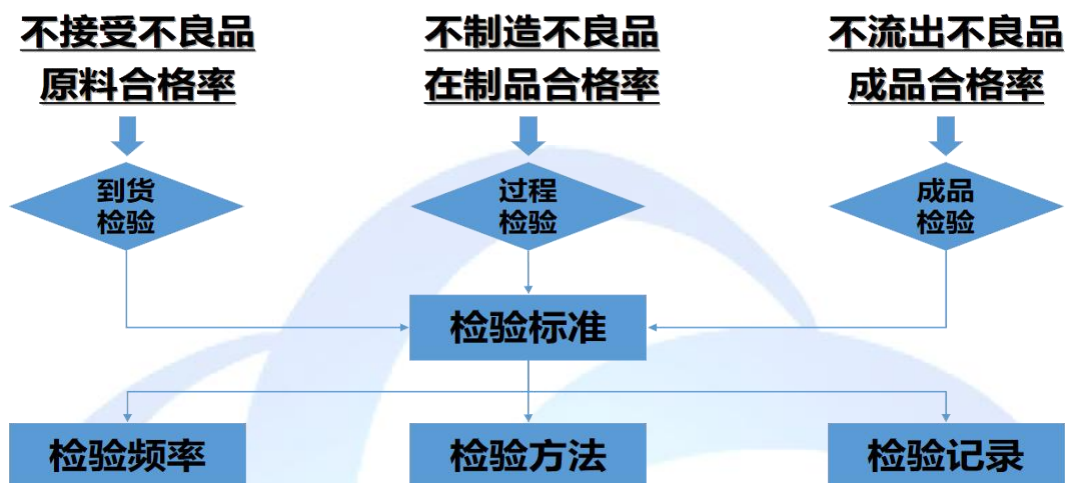 不接受不良品
原料合格率
不制造不良品
在制品合格率
不流出不良品
成品合格率
到货
检验
过程
检验
成品
检验
检验标准
检验频率
检验方法
检验记录